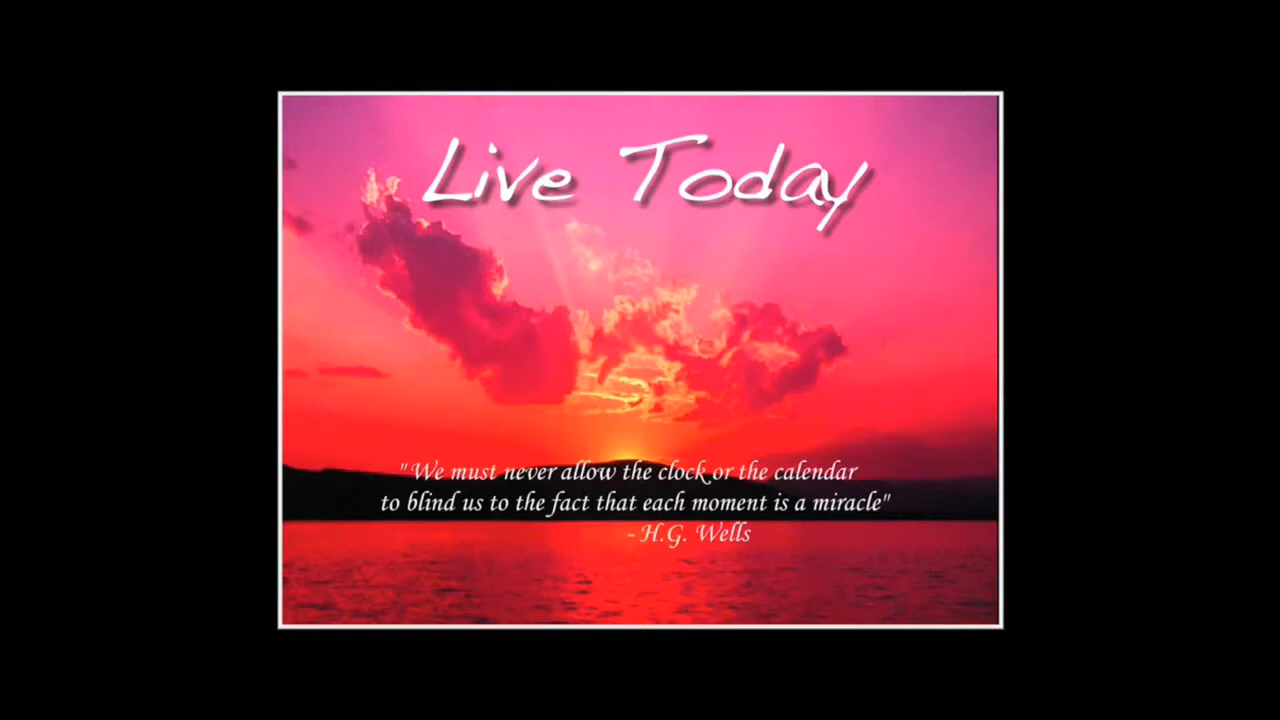 Live Today
"We must never allow the clock or the calendar
to blind us to the fact that each moment is a miracle"
- H.G. Wells